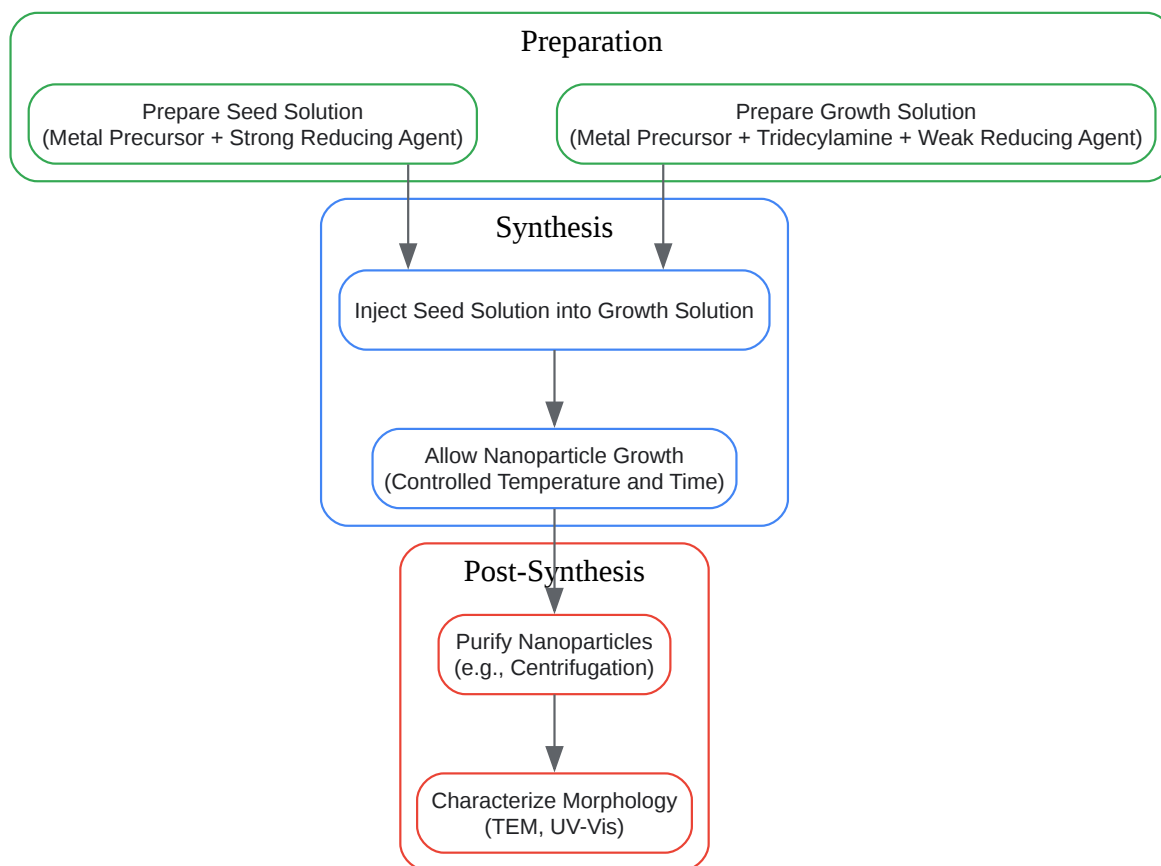 Preparation
Prepare Seed Solution
(Metal Precursor + Strong Reducing Agent)
Prepare Growth Solution
(Metal Precursor + Tridecylamine + Weak Reducing Agent)
Synthesis
Inject Seed Solution into Growth Solution
Allow Nanoparticle Growth
(Controlled Temperature and Time)
Post-Synthesis
Purify Nanoparticles
(e.g., Centrifugation)
Characterize Morphology
(TEM, UV-Vis)